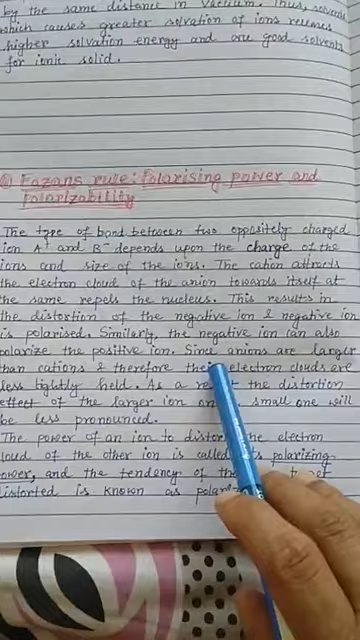 by the same distance in vacuum. Thus, solvents
which causes greater solvation of ions releases
higher solvation energy and are good solvents
for ionic solid.
Fazans rule: Polarising power and
Polarizability
The type of bond between two oppositely charged
ion A+ and B- depends upon the charge of the
ions and size of the ions. The cation attracts
the electron cloud of the anion towards itself at
the same repels the nucleus. This results in
the distortion of the negative ion & negative ion
is polarised. Similarly, the negative ion can also
polarize the positive ion. Since anions are larger
than cations & therefore their electron clouds are
less tightly held. As a the distortion
effect of the larger ion on small one will
be less pronounced.
The power of an ion to distort the electron
cloud of the other ion is called its polarizing
power, and the tendency of the to get
distorted is known as